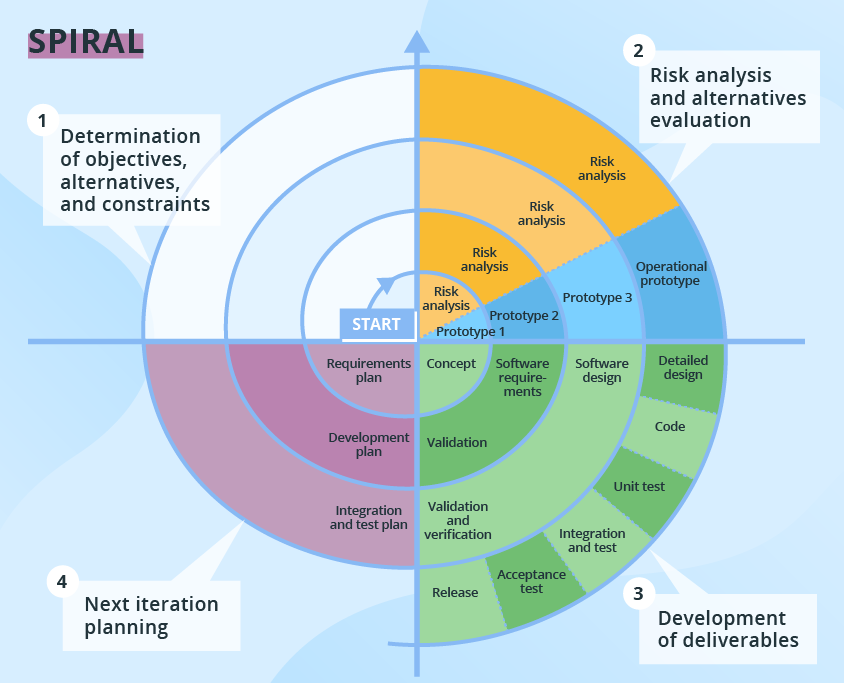 SPIRAL
1
Determination
of objectives,
alternatives,
and constraints
2
Risk analysis
and alternatives
evaluation
Risk
analysis
Risk
analysis
Risk
analysis
Risk
analysis
Operational
prototype
Prototype 3
Prototype 2
Prototype 1
START
Requirements
plan
Concept
Software
require-
ments
Software
design
Detailed
design
Code
Development
plan
Validation
Unit test
Integration
and test plan
Validation
and
verification
Integration
and test
Acceptance
test
Release
4
Next iteration
planning
3
Development
of deliverables